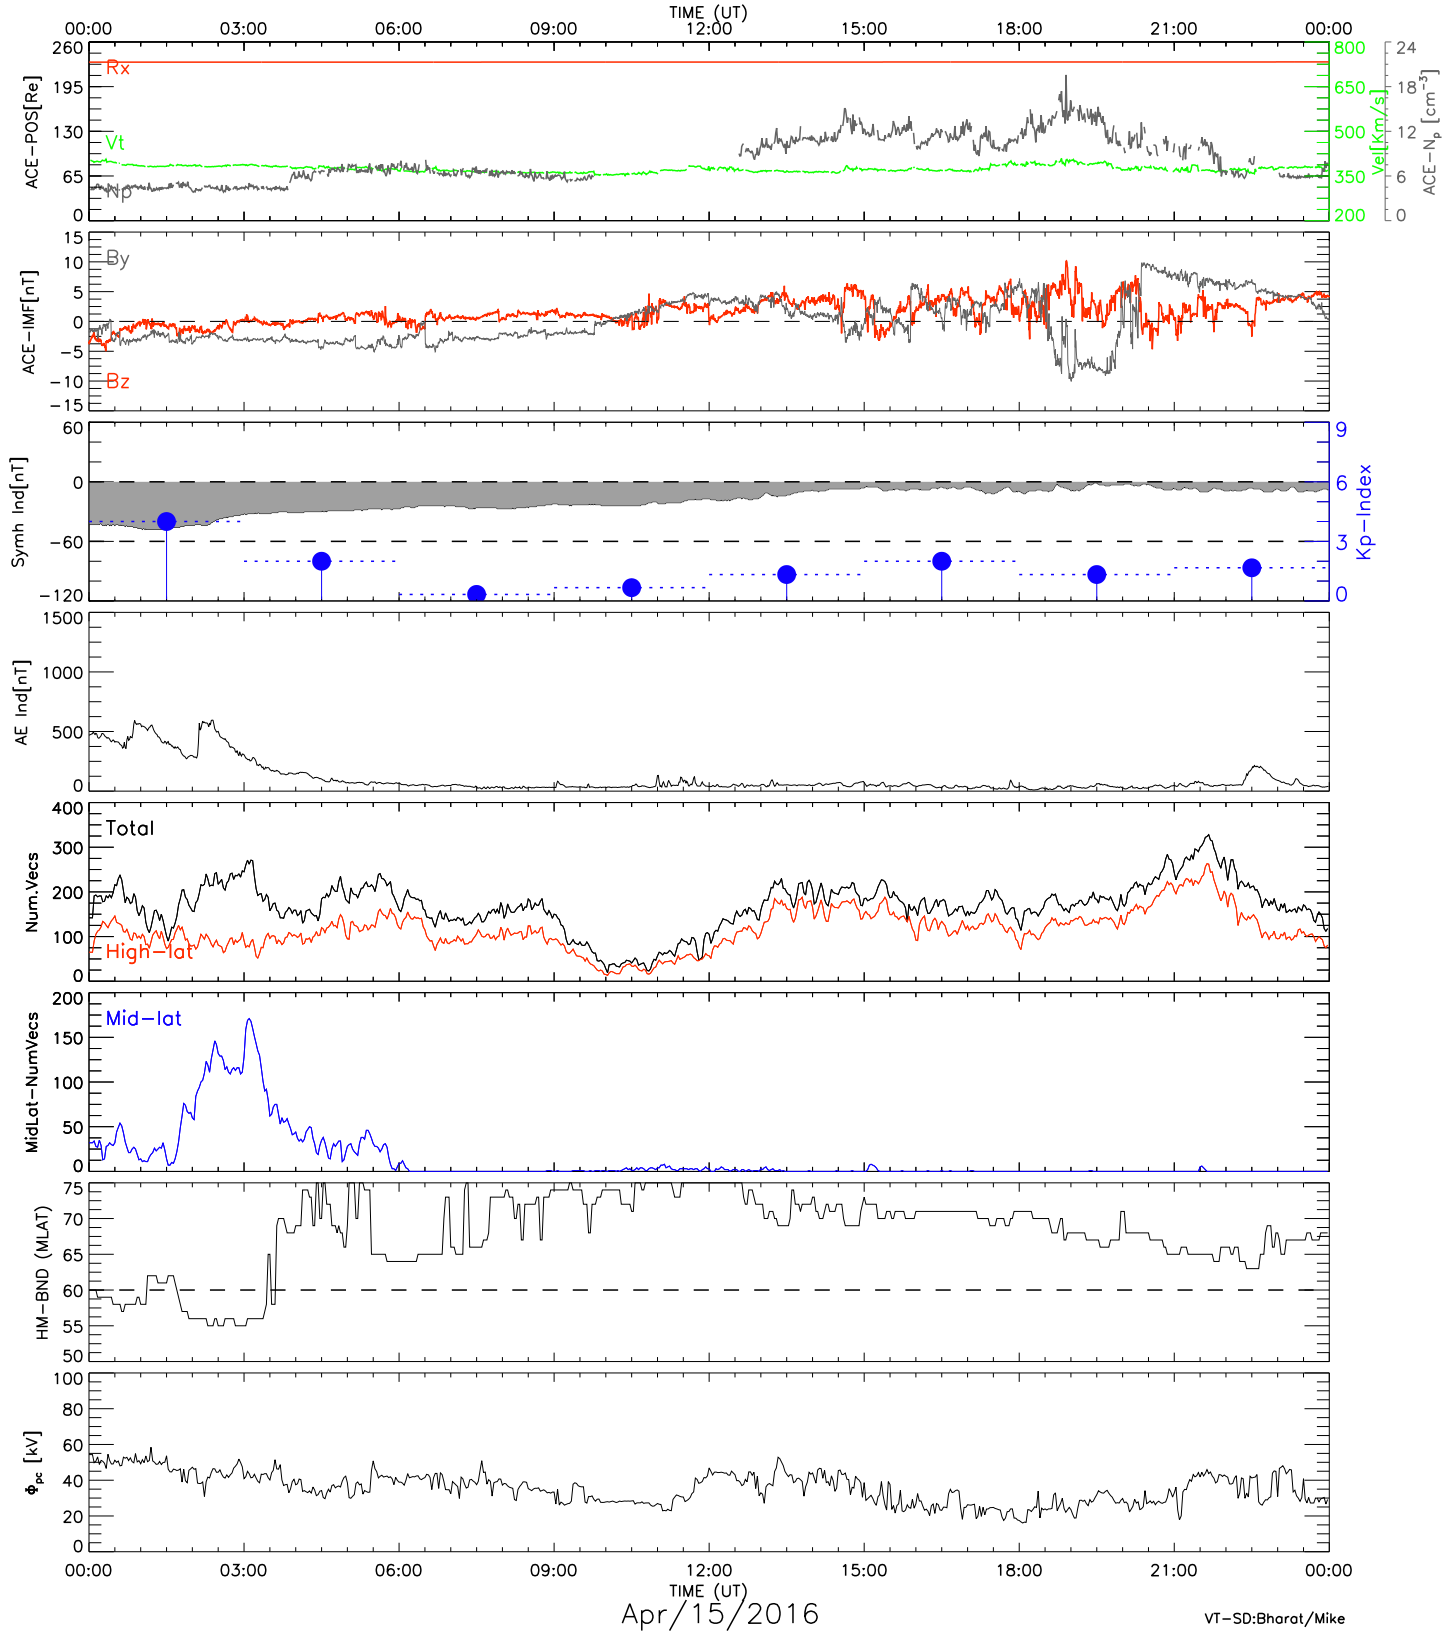 TIME (UT)
00:00 03:00 06:00 09:00 12:00 15:00 18:00 21:00 00:00
ACE-POS[Re]
260
195
130
65
0
Rx
Vt
Np
800
650
500
350
200
Vel[Km/s]
24
18
12
6
0
ACE-Np [cm-3]
ACE-IMF[nT]
15
10
5
0
-5
-10
-15
By
Bz
Symh Ind[nT]
60
0
-60
-120
9
6
3
0
Kp-Index
AE Ind[nT]
1500
1000
500
0
Num.Vecs
400
300
200
100
0
Total
High-lat
MidLat-NumVecs
200
150
100
50
0
Mid-lat
HM-BND (MLAT)
75
70
65
60
55
50
Φpc [kV]
100
80
60
40
20
0
00:00 03:00 06:00 09:00 12:00 15:00 18:00 21:00 00:00
TIME (UT)
Apr/15/2016
VT-SD:Bharat/Mike